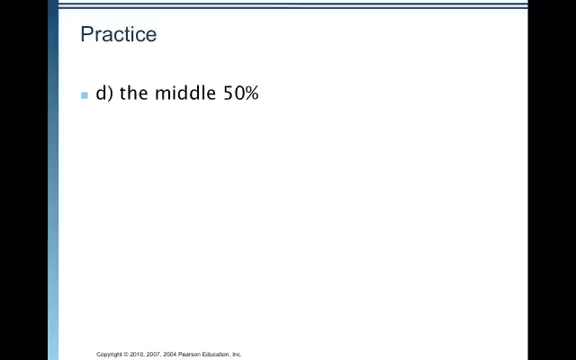 Practice
d) the middle 50%
Copyright © 2010, 2007, 2004 Pearson Education, Inc.